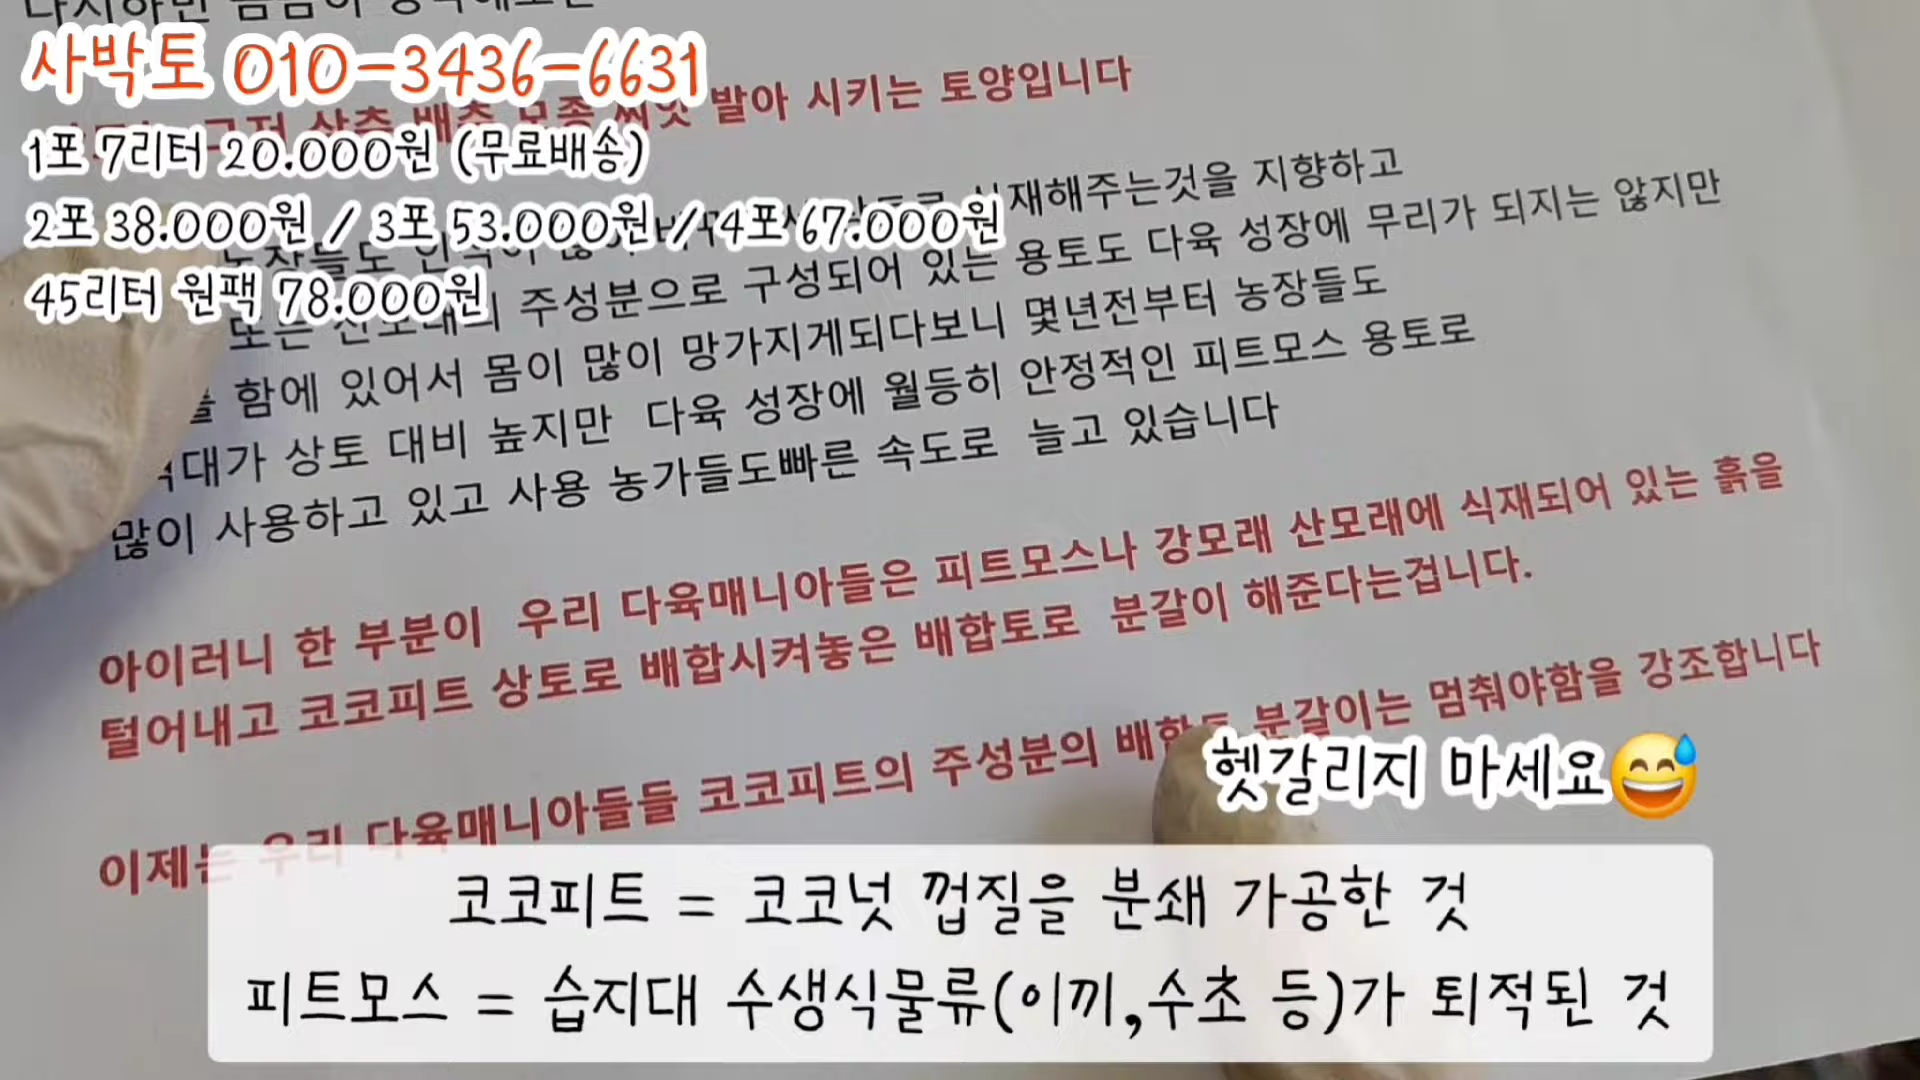 사박토 010-3436-6631
발아 시키는 토양입니다
1포 7리터 20.000원 (무료배송)
재해주는것을 지향하고
2포 38.000원 / 3포 53.000원 / 4포 67.000원
구성되어 있는 용토도 다육 성장에 무리가 되지는 않지만
45리터 원팩 78.000원
주성분으로
함에 있어서 몸이 많이 망가지게되다보니 몇년전부터 농장들도
상토 대비 높지만 다육 성장에 월등히 안정적인 피트모스 용토로
많이 사용하고 있고 사용 농가들도빠른 속도로 늘고 있습니다
아이러니 한 부분이 우리 다육매니아들은 피트모스나 강모래 산모래에 식재되어 있는 흙을
털어내고 코코피트 상토로 배합시켜놓은 배합토로 분갈이 해준다는겁니다.
이제는 우리 다육매니아들들 코코피트의 주성분의 배합토 분갈이는 멈춰야함을 강조합니다
헷갈리지 마세요😅
코코피트 = 코코넛 껍질을 분쇄 가공한 것
피트모스 = 습지대 수생식물류(이끼,수초 등)가 퇴적된 것